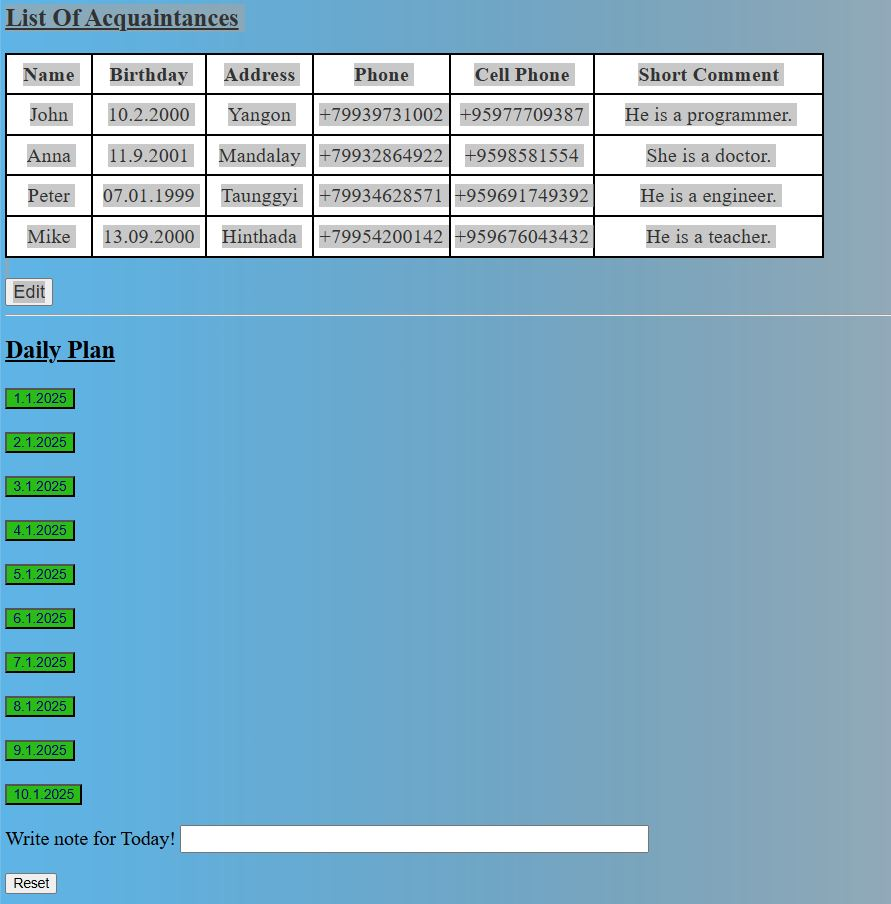 List Of Acquaintances
Name Birthday Address Phone Cell Phone Short Comment
John 10.2.2000 Yangon +79939731002 +95977709387 He is a programmer.
Anna 11.9.2001 Mandalay +79932864922 +9598581554 She is a doctor.
Peter 07.01.1999 Taunggyi +79934628571 +959691749392 He is a engineer.
Mike 13.09.2000 Hinthada +79954200142 +959676043432 He is a teacher.
Edit
Daily Plan
1.1.2025
2.1.2025
3.1.2025
4.1.2025
5.1.2025
6.1.2025
7.1.2025
8.1.2025
9.1.2025
10.1.2025
Write note for Today!
Reset